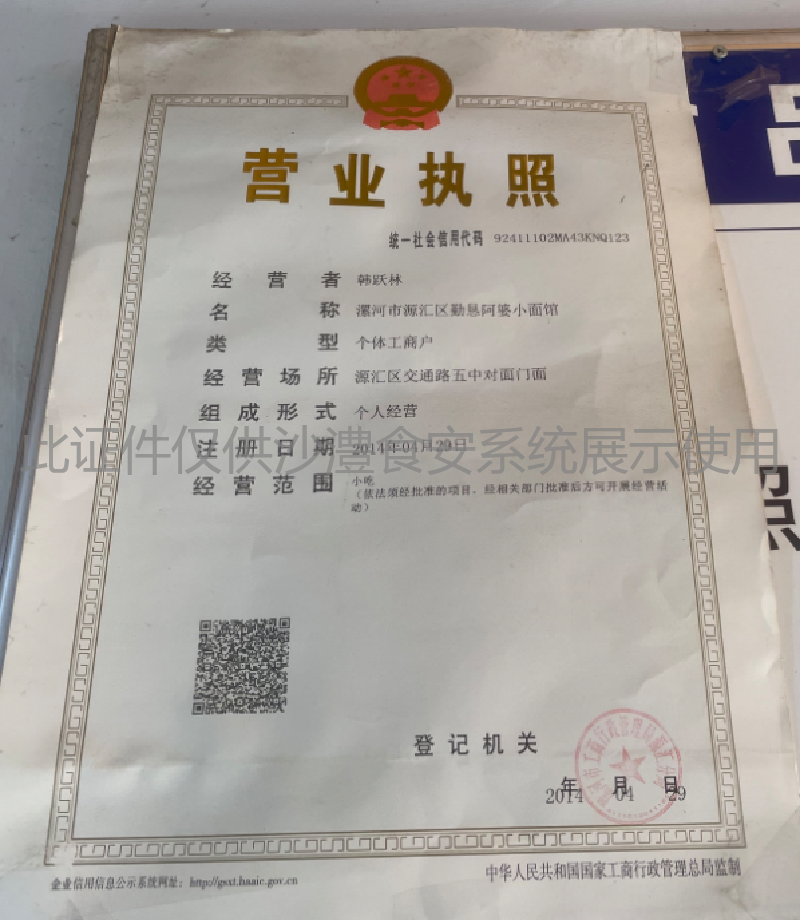 营业执照
统一社会信用代码 92411102MA43KNQ123
经营者 韩跃林
名称 漯河市源汇区勤恳阿婆小面馆
类型 个体工商户
经营场所 源汇区交通路五中对面门面
组成形式 个人经营
注册日期 2014年04月29日
此证件仅供沙澧食安系统展示使用
经营范围 小吃
（依法须经批准的项目，经相关部门批准后方可开展经营活
动）
照
登记机关
年 月 日
2014 04 29
企业信用信息公示系统网址：http://gsxt.haaic.gov.cn
中华人民共和国国家工商行政管理总局监制